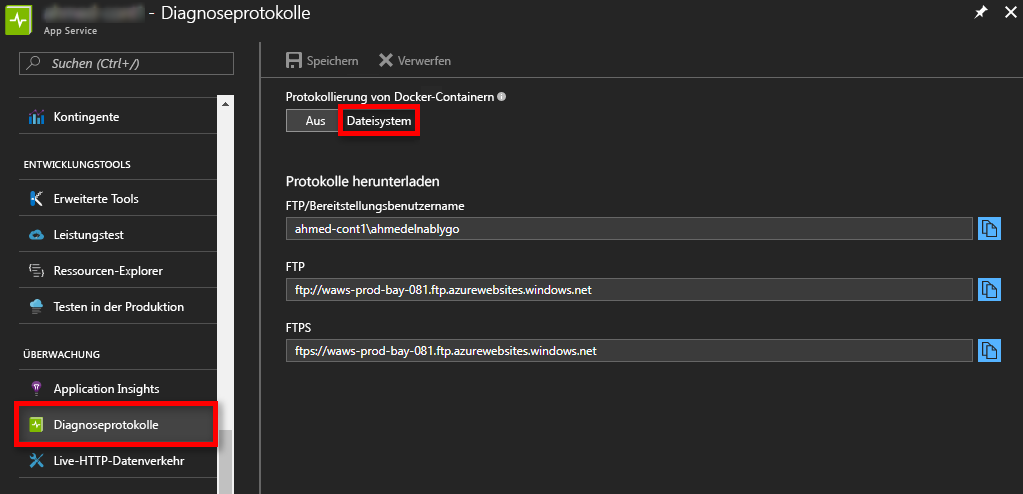 ahmed-cont1 - Diagnoseprotokolle
App Service
Suchen (Ctrl+/)
Kontingente
ENTWICKLUNGSTOOLS
Erweiterte Tools
Leistungstest
Ressourcen-Explorer
Testen in der Produktion
ÜBERWACHUNG
Application Insights
Diagnoseprotokolle
Live-HTTP-Datenverkehr
Speichern
Verwerfen
Protokollierung von Docker-Containern
Aus
Dateisystem
Protokolle herunterladen
FTP/Bereitstellungsbenutzername
ahmed-cont1\ahmedelnablygo
FTP
ftp://waws-prod-bay-081.ftp.azurewebsites.windows.net
FTPS
ftps://waws-prod-bay-081.ftp.azurewebsites.windows.net